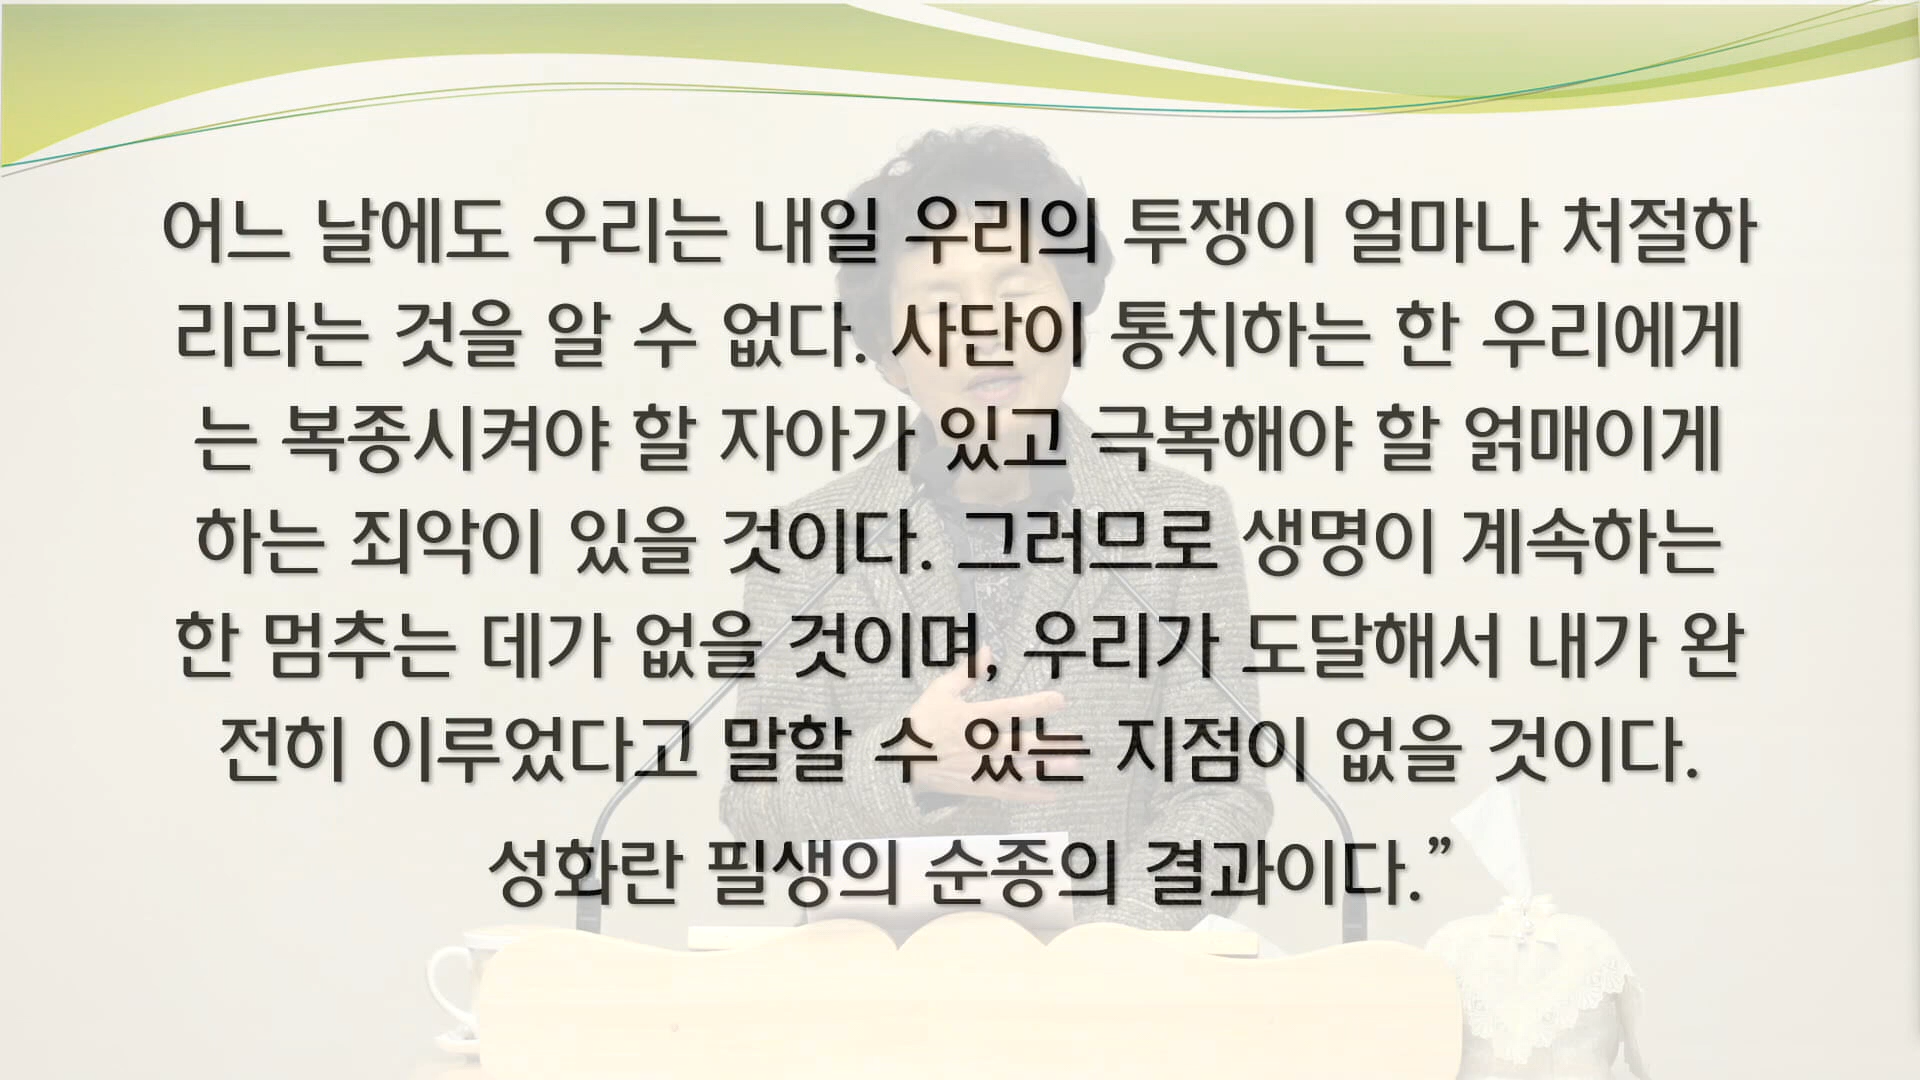 어느 날에도 우리는 내일 우리의 투쟁이 얼마나 처절하
리라는 것을 알 수 없다. 사단이 통치하는 한 우리에게
는 복종시켜야 할 자아가 있고 극복해야 할 얽매이게
하는 죄악이 있을 것이다. 그러므로 생명이 계속하는
한 멈추는 데가 없을 것이며, 우리가 도달해서 내가 완
전히 이루었다고 말할 수 있는 지점이 없을 것이다.
성화란 필생의 순종의 결과이다.”